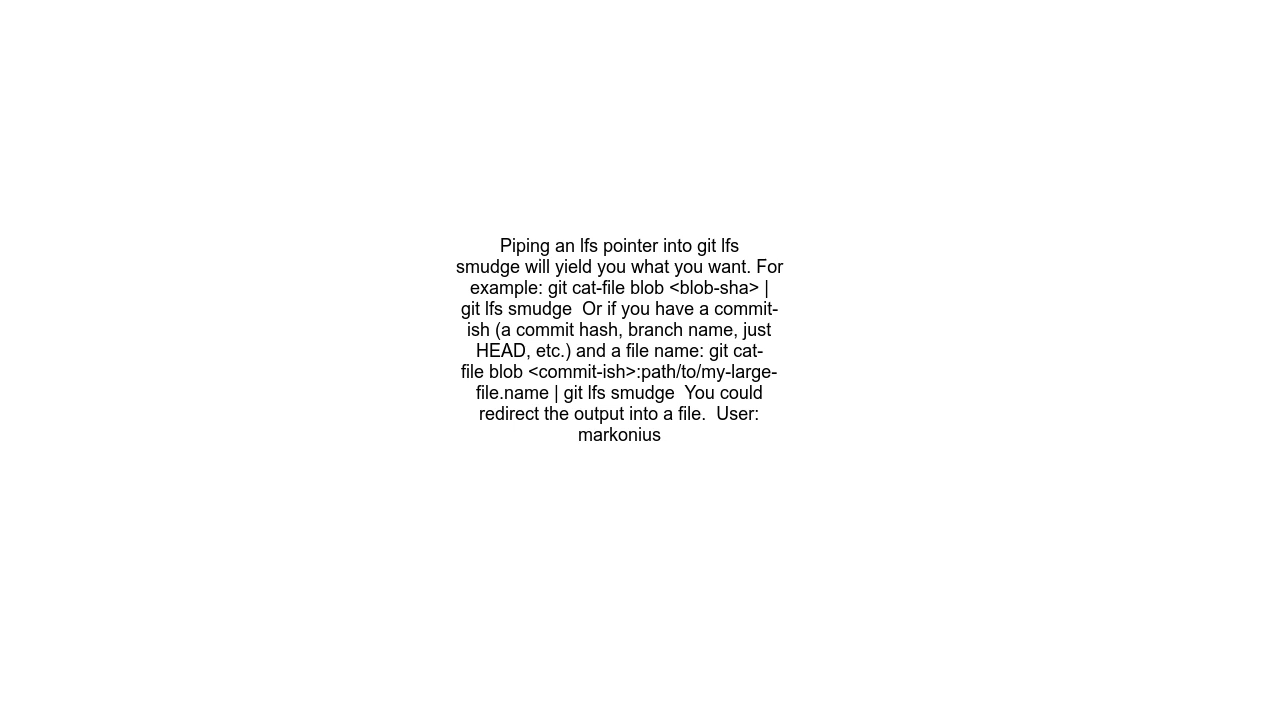 Piping an lfs pointer into git lfs
smudge will yield you what you want. For
example: git cat-file blob <blob-sha> |
git lfs smudge  Or if you have a commit-
ish (a commit hash, branch name, just
HEAD, etc.) and a file name: git cat-
file blob <commit-ish>:path/to/my-large-
file.name | git lfs smudge  You could
redirect the output into a file.  User:
markonius